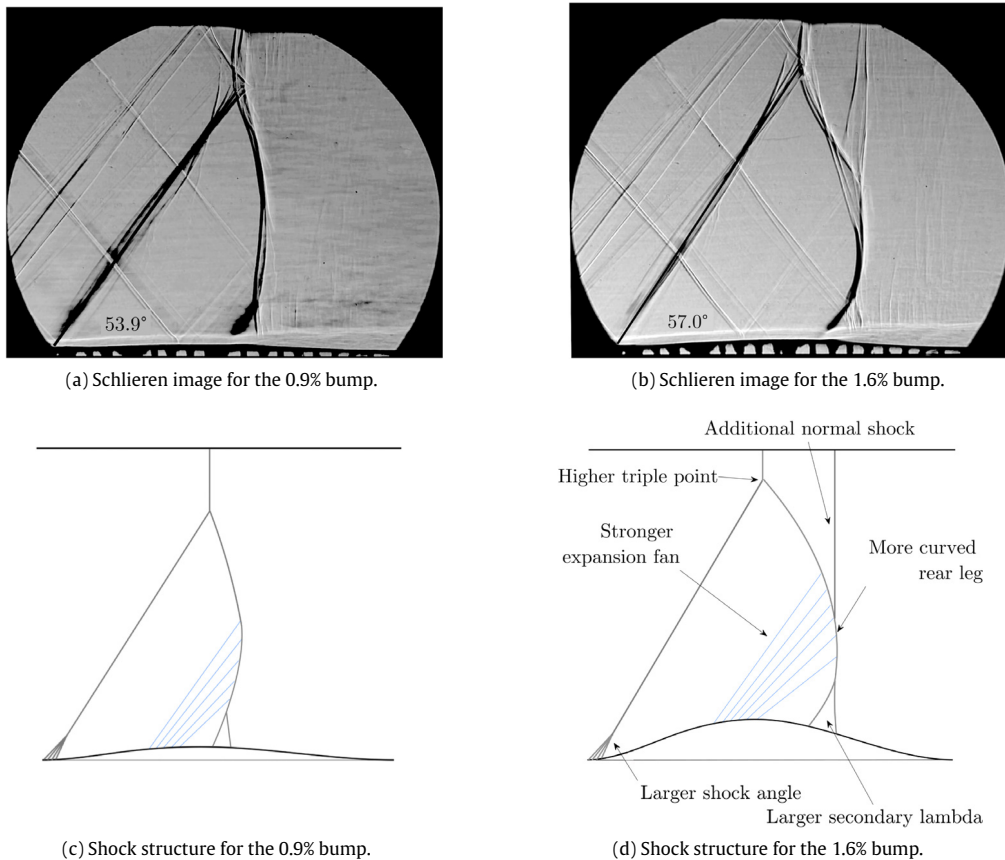 53.9°
57.0°
(a) Schlieren image for the 0.9% bump.
(b) Schlieren image for the 1.6% bump.
Additional normal shock
Higher triple point
Stronger
expansion fan
More curved
rear leg
Larger shock angle
Larger secondary lambda
(c) Shock structure for the 0.9% bump.
(d) Shock structure for the 1.6% bump.